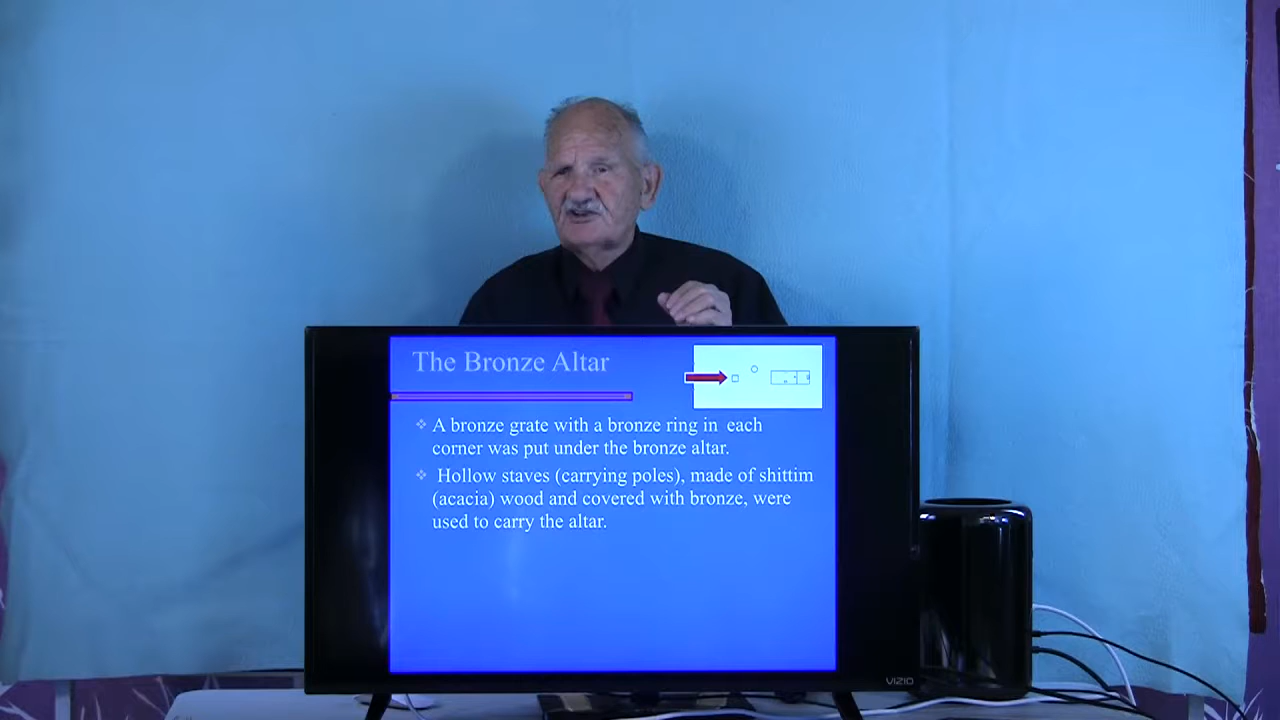 The Bronze Altar
A bronze grate with a bronze ring in each
corner was put under the bronze altar.
Hollow staves (carrying poles), made of shittim
(acacia) wood and covered with bronze, were
used to carry the altar.
VIZIO